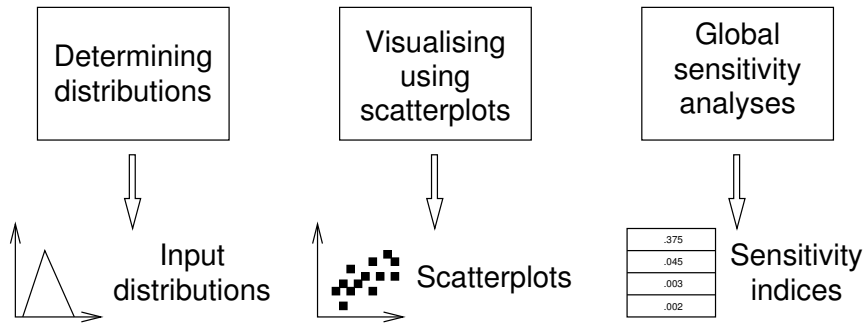 Determining
distributions
Visualising
using
scatterplots
Global
sensitivity
analyses
Input
distributions
Scatterplots
.375
.045
.003
.002
Sensitivity
indices